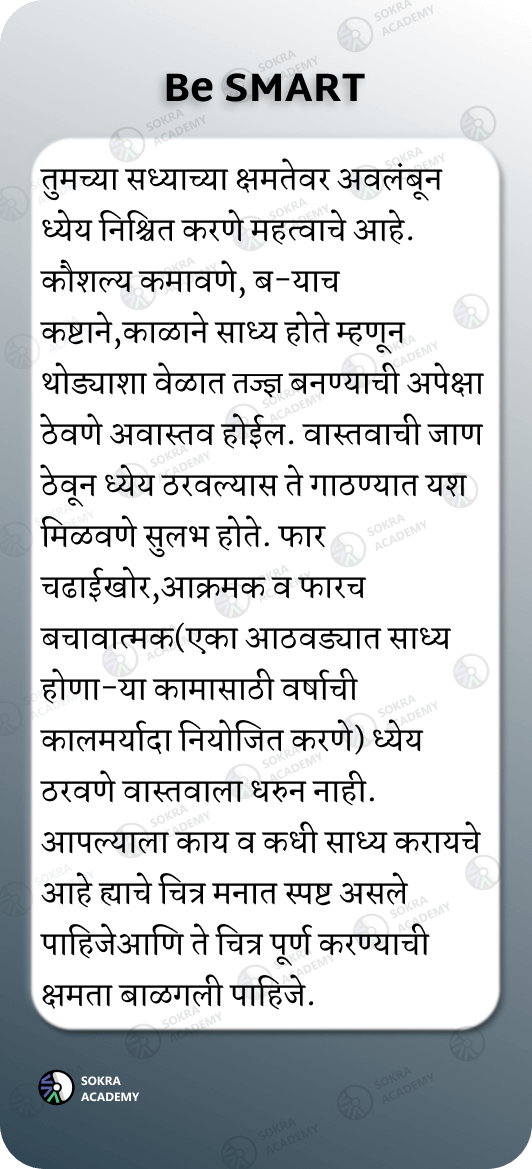 Be SMART
तुमच्या सध्याच्या क्षमतेवर अवलंबून
ध्येय निश्चित करणे महत्वाचे आहे.
कौशल्य कमावणे, ब-याच
कष्टाने,काळाने साध्य होते म्हणून
थोड्याशा वेळात तज्ज्ञ बनण्याची अपेक्षा
ठेवणे अवास्तव होईल. वास्तवाची जाण
ठेवून ध्येय ठरवल्यास ते गाठण्यात यश
मिळवणे सुलभ होते. फार
चढाईखोर,आक्रमक व फारच
बचावात्मक(एका आठवड्यात साध्य
होणा-या कामासाठी वर्षाची
कालमर्यादा नियोजित करणे) ध्येय
ठरवणे वास्तवाला धरुन नाही.
आपल्याला काय व कधी साध्य करायचे
आहे ह्याचे चित्र मनात स्पष्ट असले
पाहिजेआणि ते चित्र पूर्ण करण्याची
क्षमता बाळगली पाहिजे.
SOKRA
ACADEMY